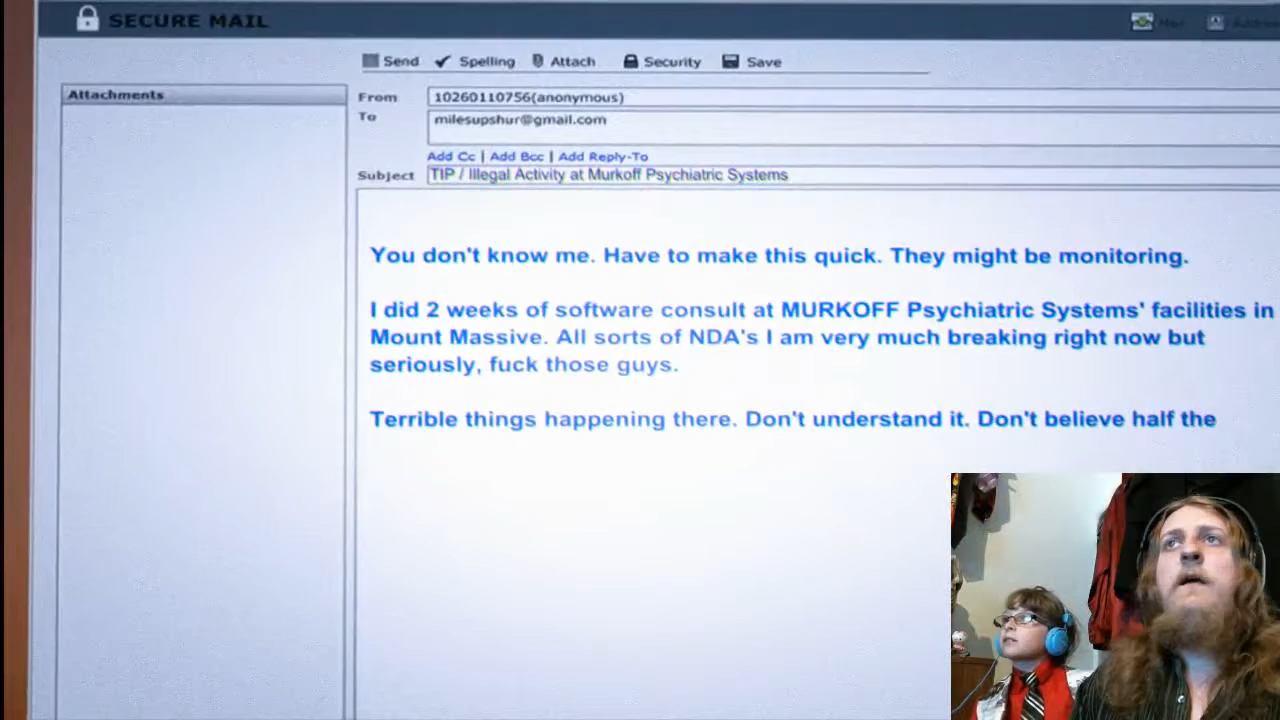 SECURE MAIL
Mail Address
Send Spelling Attach Security Save
Attachments
From 10260110756(anonymous)
To milesupshur@gmail.com
Add Cc | Add Bcc | Add Reply-To
Subject TIP / Illegal Activity at Murkoff Psychiatric Systems
You don't know me. Have to make this quick. They might be monitoring.
I did 2 weeks of software consult at MURKOFF Psychiatric Systems' facilities in
Mount Massive. All sorts of NDA's I am very much breaking right now but
seriously, fuck those guys.
Terrible things happening there. Don't understand it. Don't believe half the